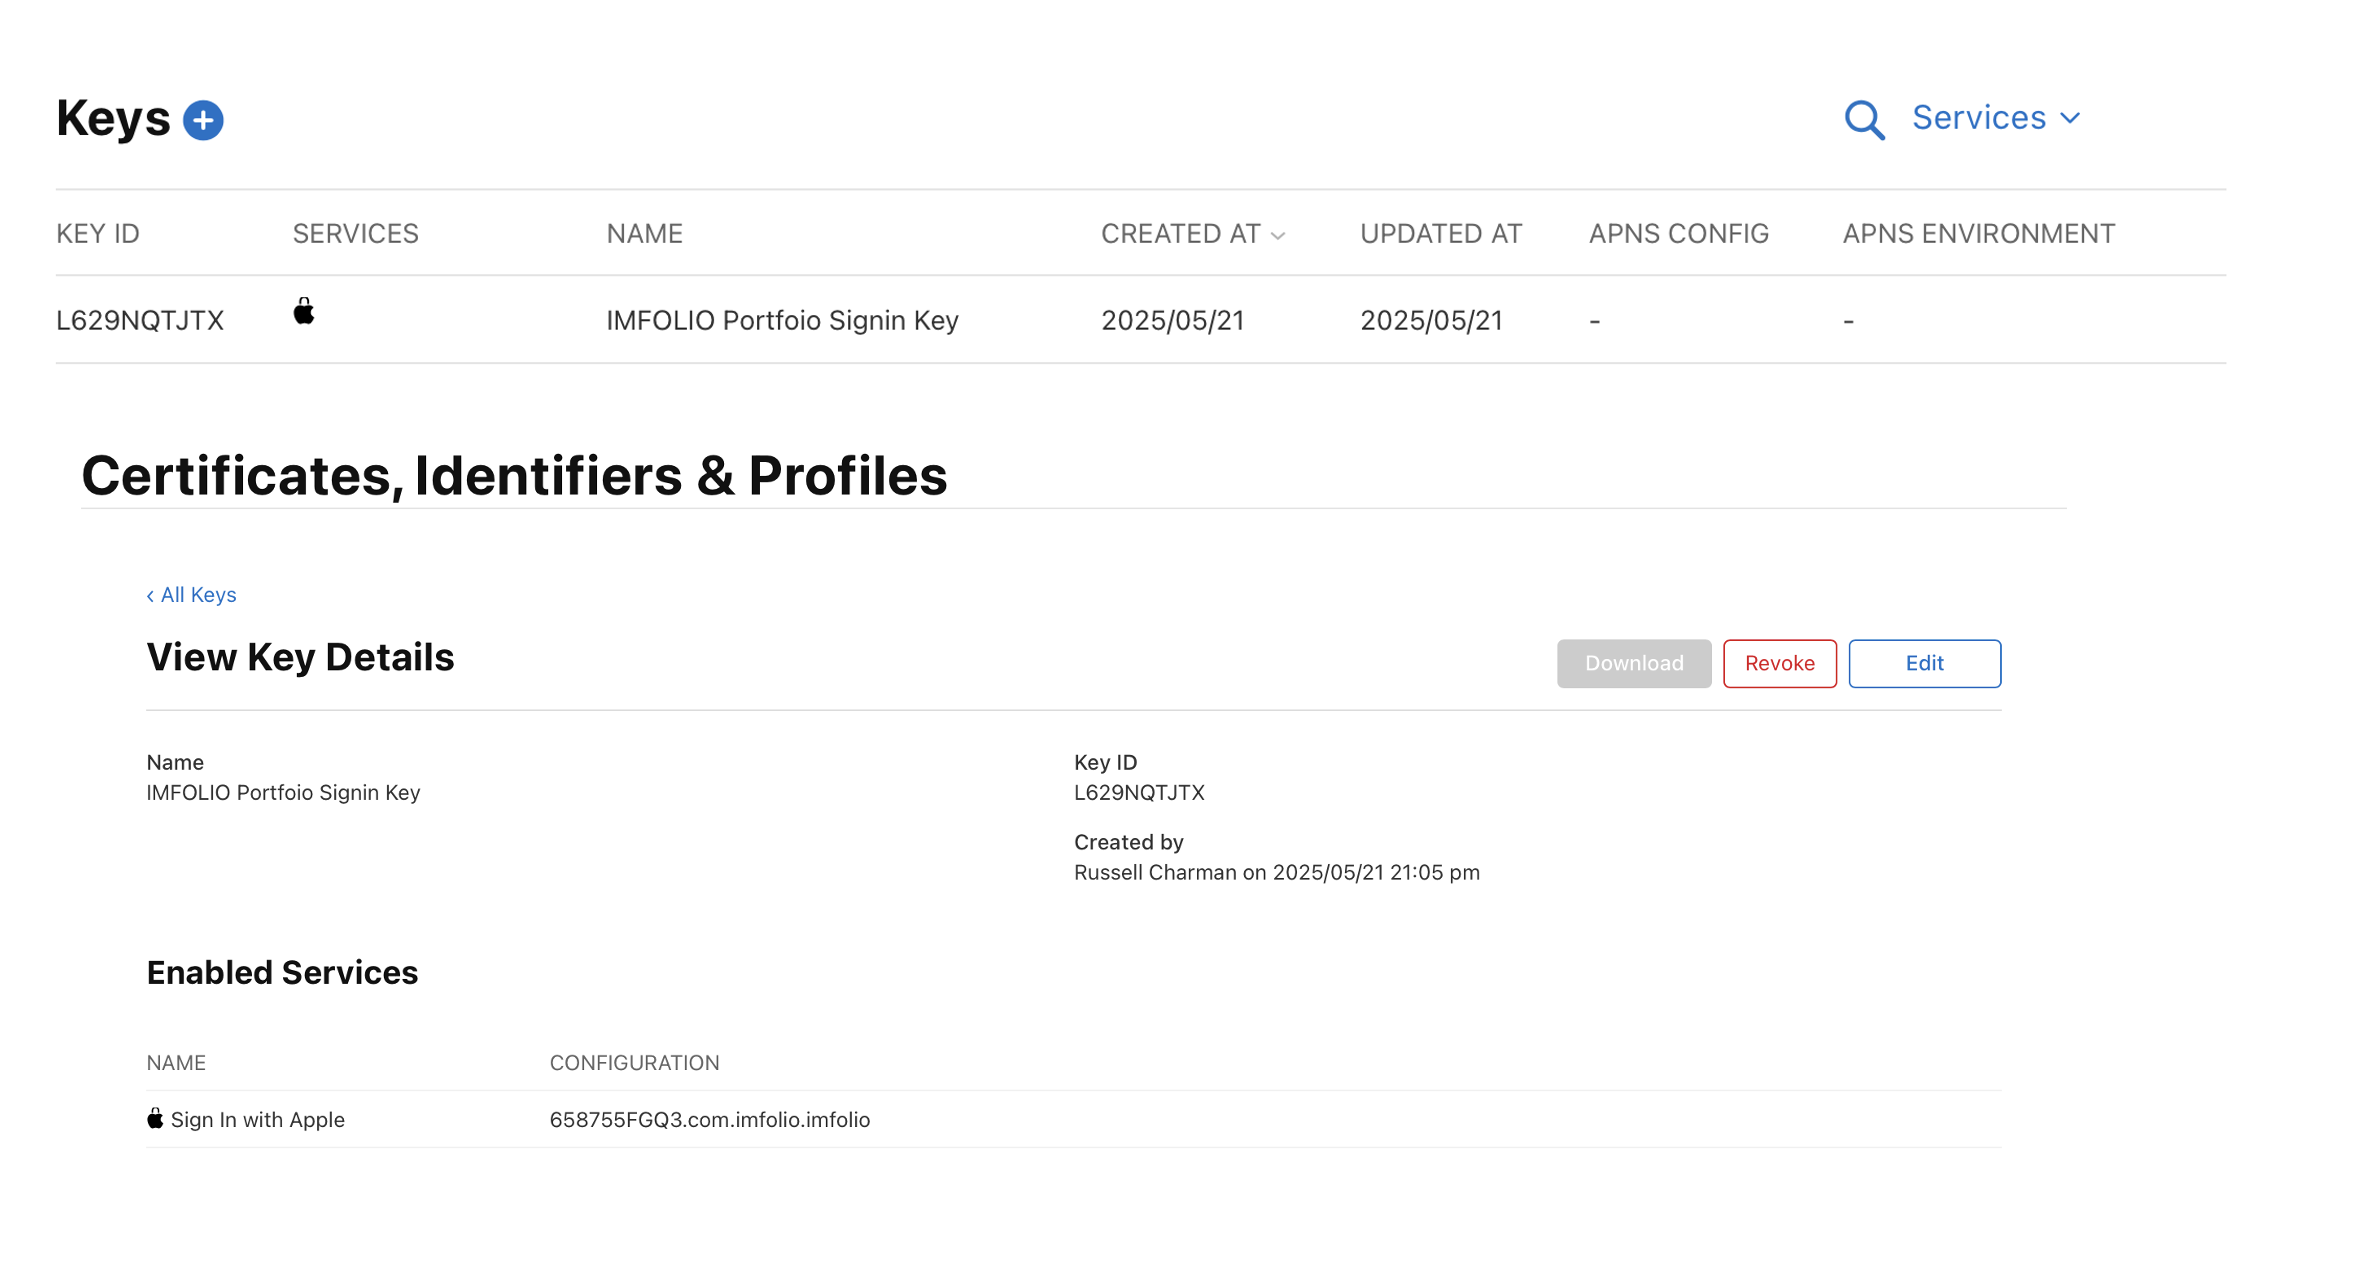 Keys
Services
KEY ID SERVICES NAME CREATED AT UPDATED AT APNS CONFIG APNS ENVIRONMENT
L629NQTJTX IMFOLIO Portfoio Signin Key 2025/05/21 2025/05/21 - -
Certificates, Identifiers & Profiles
‹ All Keys
View Key Details
Download Revoke Edit
Name
IMFOLIO Portfoio Signin Key
Key ID
L629NQTJTX
Created by
Russell Charman on 2025/05/21 21:05 pm
Enabled Services
NAME CONFIGURATION
Sign In with Apple 658755FGQ3.com.imfolio.imfolio